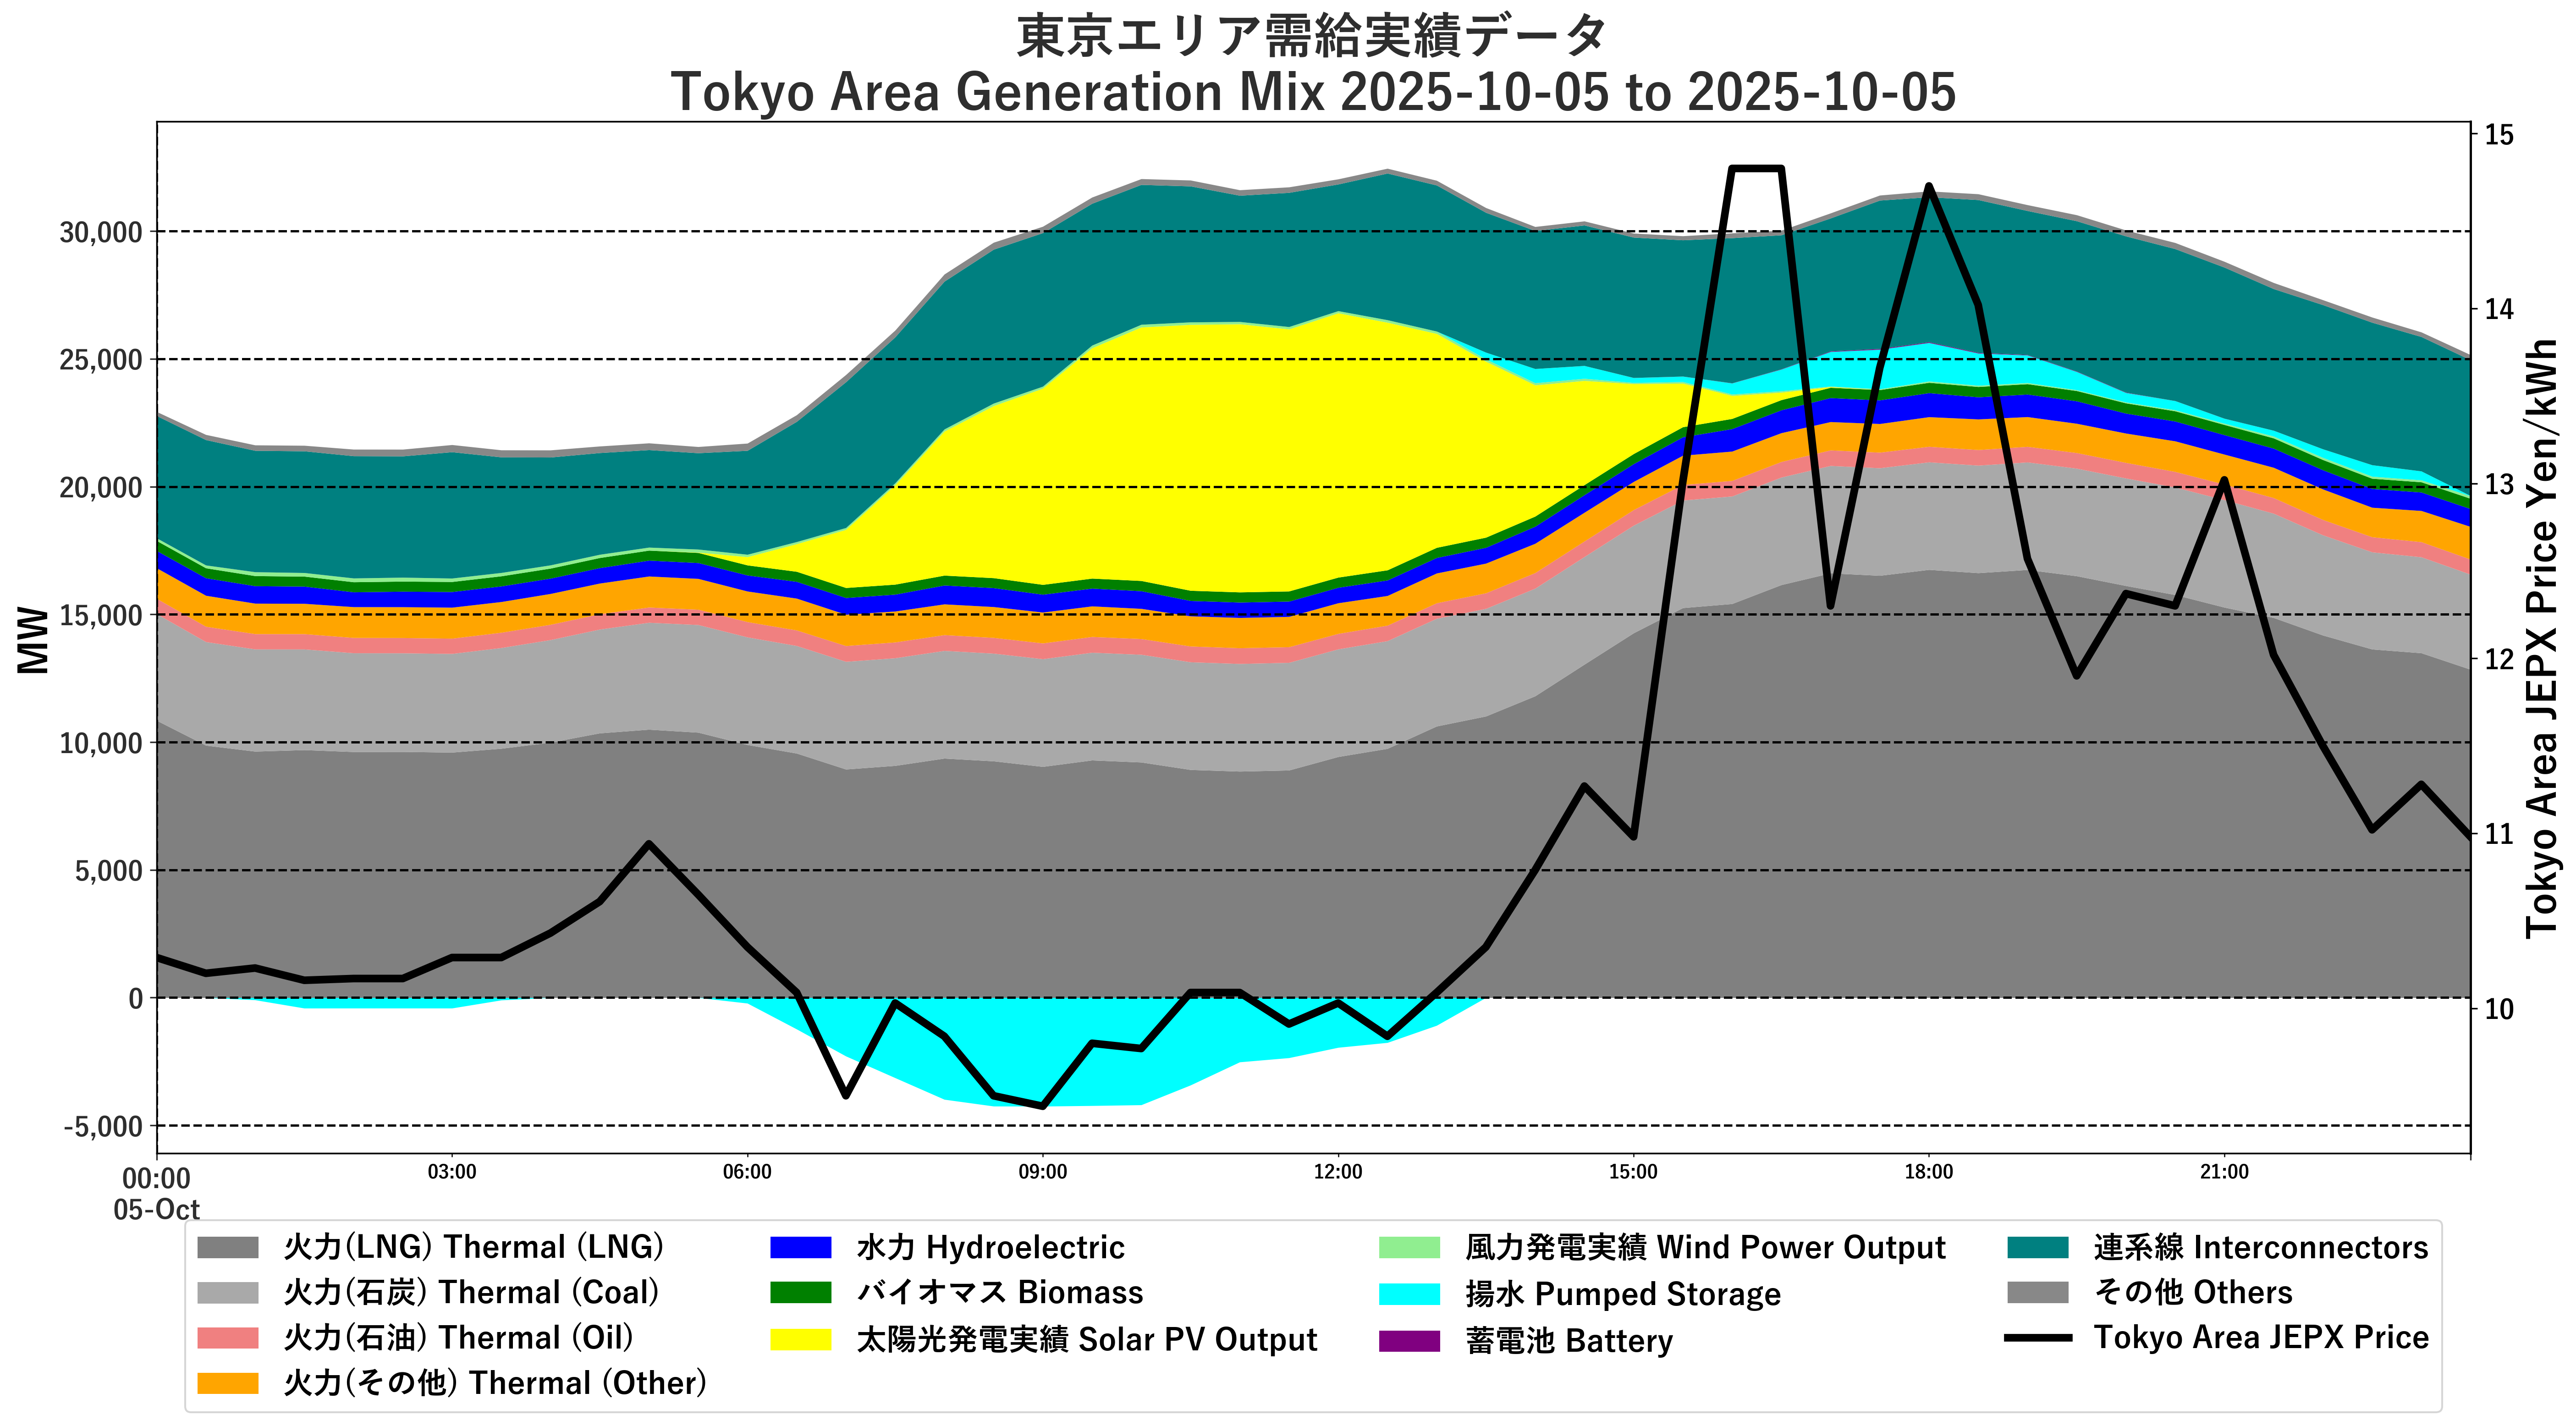 東京エリア需給実績データ
Tokyo Area Generation Mix 2025-10-05 to 2025-10-05
MW
30,000
25,000
20,000
15,000
10,000
5,000
0
-5,000
15
14
13
12
11
10
Tokyo Area JEPX Price Yen/kWh
00:00
05-Oct
03:00
06:00
09:00
12:00
15:00
18:00
21:00
火力(LNG) Thermal (LNG)
火力(石炭) Thermal (Coal)
火力(石油) Thermal (Oil)
火力(その他) Thermal (Other)
水力 Hydroelectric
バイオマス Biomass
太陽光発電実績 Solar PV Output
風力発電実績 Wind Power Output
揚水 Pumped Storage
蓄電池 Battery
連系線 Interconnectors
その他 Others
Tokyo Area JEPX Price